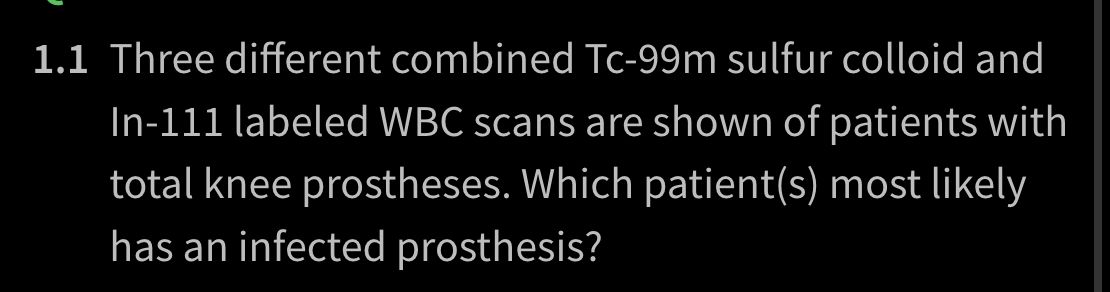 1.1 Three different combined Tc-99m sulfur colloid and
In-111 labeled WBC scans are shown of patients with
total knee prostheses. Which patient(s) most likely
has an infected prosthesis?